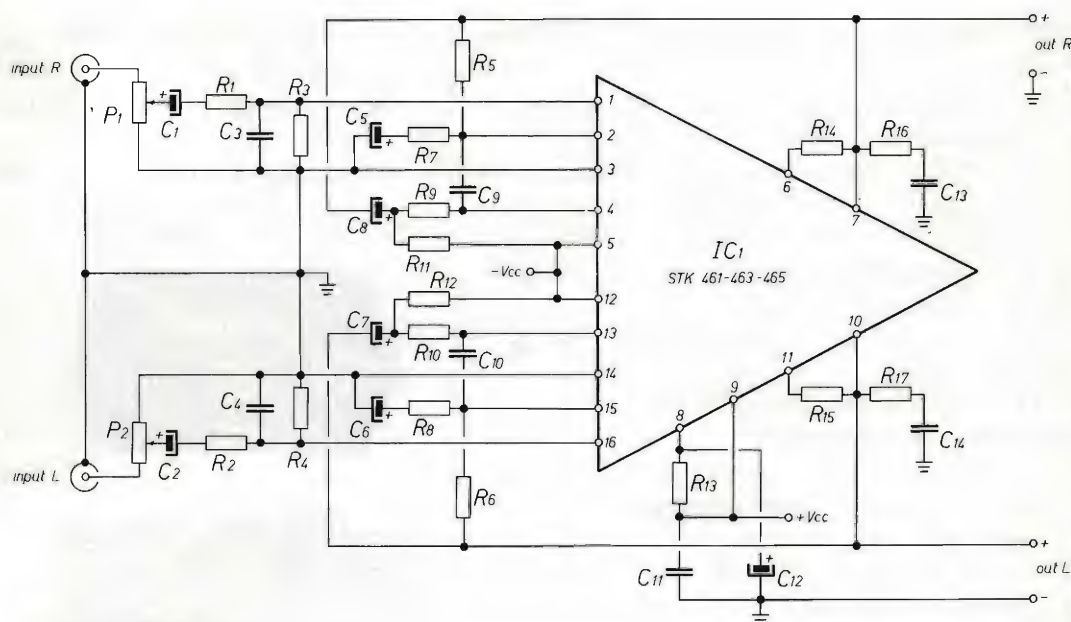 input R
P1
C1
R1
C3
R3
C5
R7
R5
C9
C8
R9
R11
-Vcc
R12
C7
R10
C10
C6
R8
R6
C4
R4
P2
C2
R2
input L
1
2
3
4
5
12
13
14
15
16
IC1
STK 461-463-465
6
7
R14
R16
C13
10
11
9
8
R15
R17
C14
R13
+Vcc
C11
C12
+
out R
-
+
out L
-